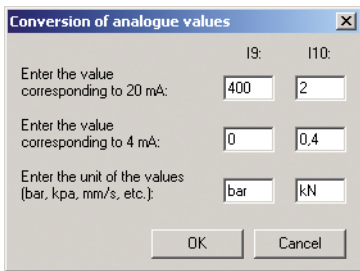 Conversion of analogue values
I9: I10:
Enter the value
corresponding to 20 mA: 400 2
Enter the value
corresponding to 4 mA: 0 0,4
Enter the unit of the values
(bar, kpa, mm/s, etc.): bar kN
OK Cancel